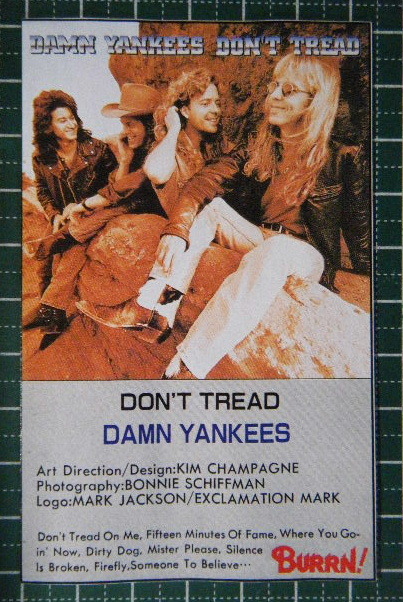 DAMN YANKEES DON'T TREAD
DON'T TREAD
DAMN YANKEES
Art Direction/Design:KIM CHAMPAGNE
Photography:BONNIE SCHIFFMAN
Logo:MARK JACKSON/EXCLAMATION MARK
Don't Tread On Me, Fifteen Minutes Of Fame, Where You Go-
in' Now, Dirty Dog, Mister Please, Silence
Is Broken, Firefly,Someone To Believe…
BURRN!